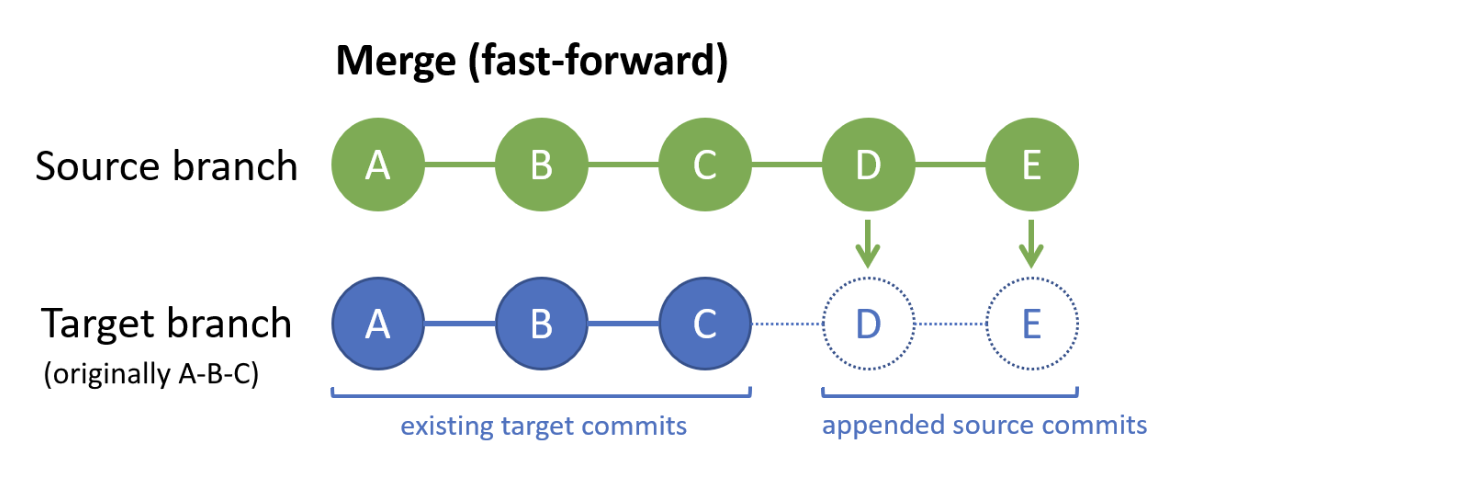 Merge (fast-forward)
Source branch
A B C D E
Target branch
(originally A-B-C)
A B C D E
existing target commits
appended source commits